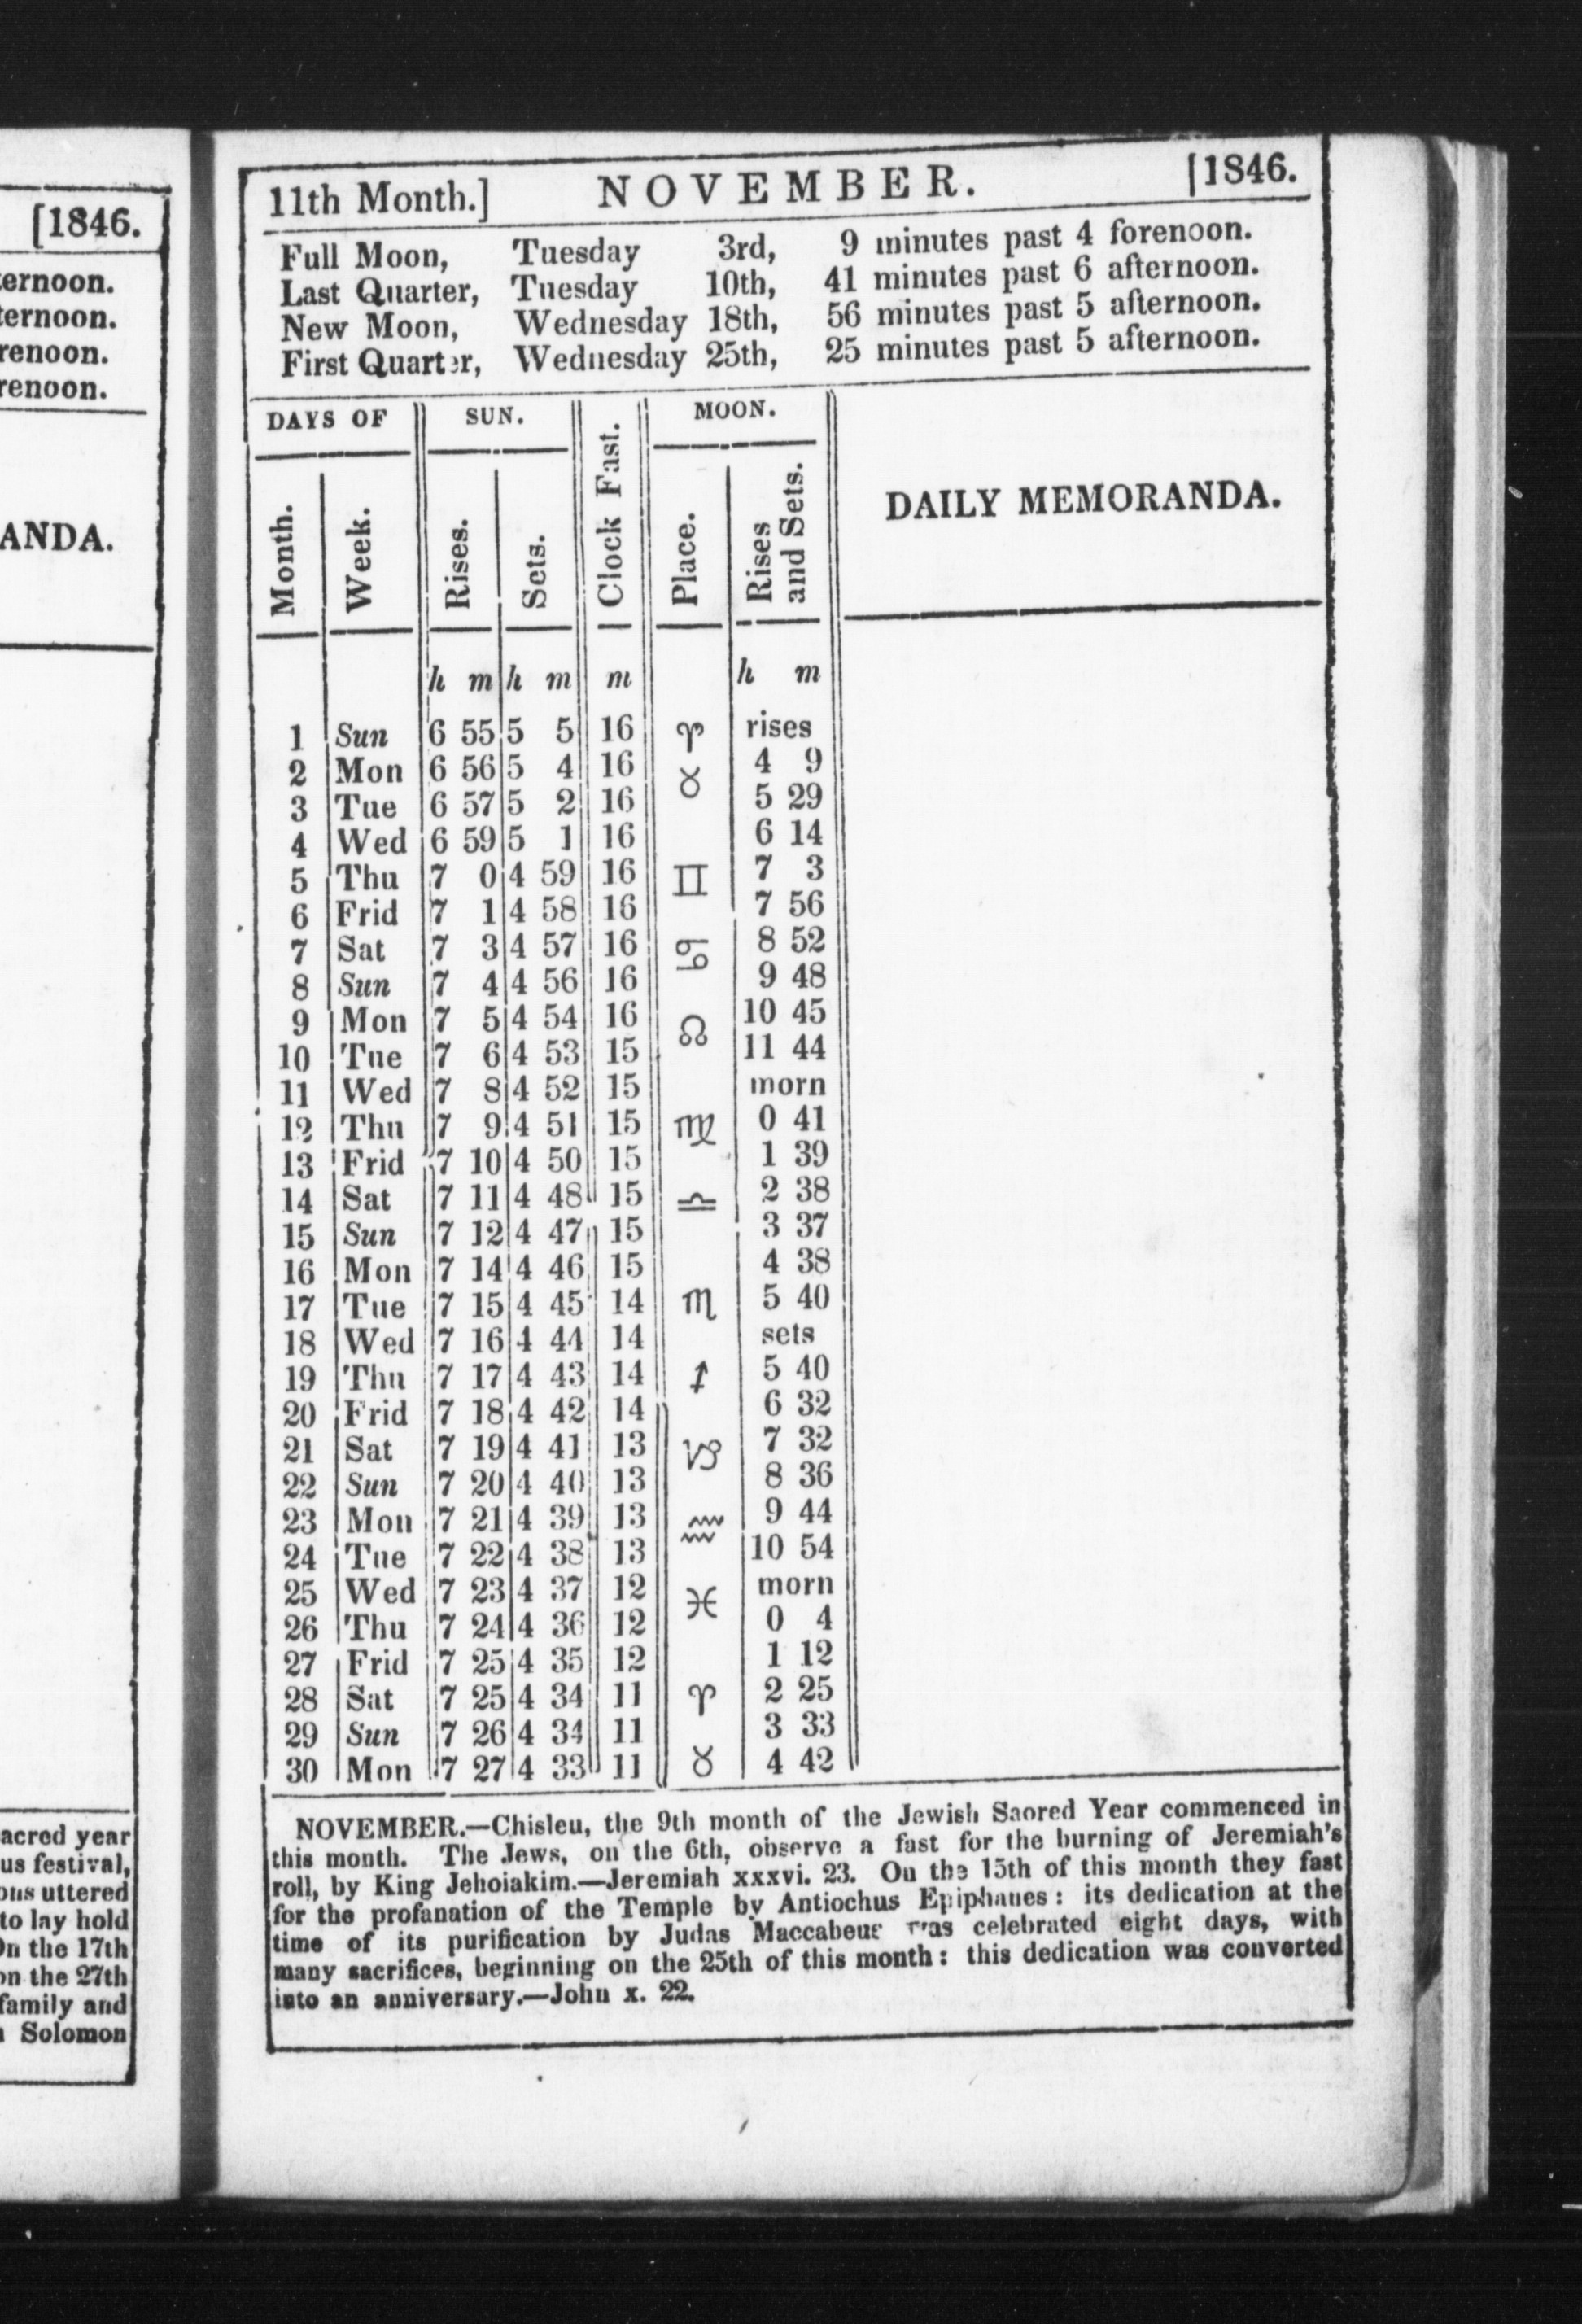 [1846.
ernoon.
ternoon.
renoon.
renoon.
ANDA.
acred year
us festival,
ous uttered
to lay hold
On the 17th
on the 27th
family and
Solomon
11th Month.] NOVEMBER. [1846.
Full Moon, Tuesday 3rd, 9 minutes past 4 forenoon.
Last Quarter, Tuesday 10th, 41 minutes past 6 afternoon.
New Moon, Wednesday 18th, 56 minutes past 5 afternoon.
First Quarter, Wednesday 25th, 25 minutes past 5 afternoon.
DAYS OF SUN. Clock Fast. MOON.
Month. Week. Rises. Sets. Place. Rises and Sets. DAILY MEMORANDA.
h m h m m h m
1 Sun 6 55 5 5 16 ♈ rises
2 Mon 6 56 5 4 16 ♉ 4 9
3 Tue 6 57 5 2 16 5 29
4 Wed 6 59 5 1 16 6 14
5 Thu 7 0 4 59 16 ♊ 7 3
6 Frid 7 1 4 58 16 7 56
7 Sat 7 3 4 57 16 ♋ 8 52
8 Sun 7 4 4 56 16 9 48
9 Mon 7 5 4 54 16 ♌ 10 45
10 Tue 7 6 4 53 15 11 44
11 Wed 7 8 4 52 15 morn
12 Thu 7 9 4 51 15 ♍ 0 41
13 Frid 7 10 4 50 15 1 39
14 Sat 7 11 4 48 15 ♎ 2 38
15 Sun 7 12 4 47 15 3 37
16 Mon 7 14 4 46 15 4 38
17 Tue 7 15 4 45 14 ♏ 5 40
18 Wed 7 16 4 44 14 sets
19 Thu 7 17 4 43 14 ♐ 5 40
20 Frid 7 18 4 42 14 6 32
21 Sat 7 19 4 41 13 ♑ 7 32
22 Sun 7 20 4 40 13 8 36
23 Mon 7 21 4 39 13 ♒ 9 44
24 Tue 7 22 4 38 13 10 54
25 Wed 7 23 4 37 12 ♓ morn
26 Thu 7 24 4 36 12 0 4
27 Frid 7 25 4 35 12 1 12
28 Sat 7 25 4 34 11 ♈ 2 25
29 Sun 7 26 4 34 11 3 33
30 Mon 7 27 4 33 11 ♉ 4 42
NOVEMBER.—Chisleu, the 9th month of the Jewish Saored Year commenced in
this month. The Jews, on the 6th, observe a fast for the burning of Jeremiah's
roll, by King Jehoiakim.—Jeremiah xxxvi. 23. On the 15th of this month they fast
for the profanation of the Temple by Antiochus Epiphanes: its dedication at the
time of its purification by Judas Maccabeus was celebrated eight days, with
many sacrifices, beginning on the 25th of this month: this dedication was converted
into an anniversary.—John x. 22.